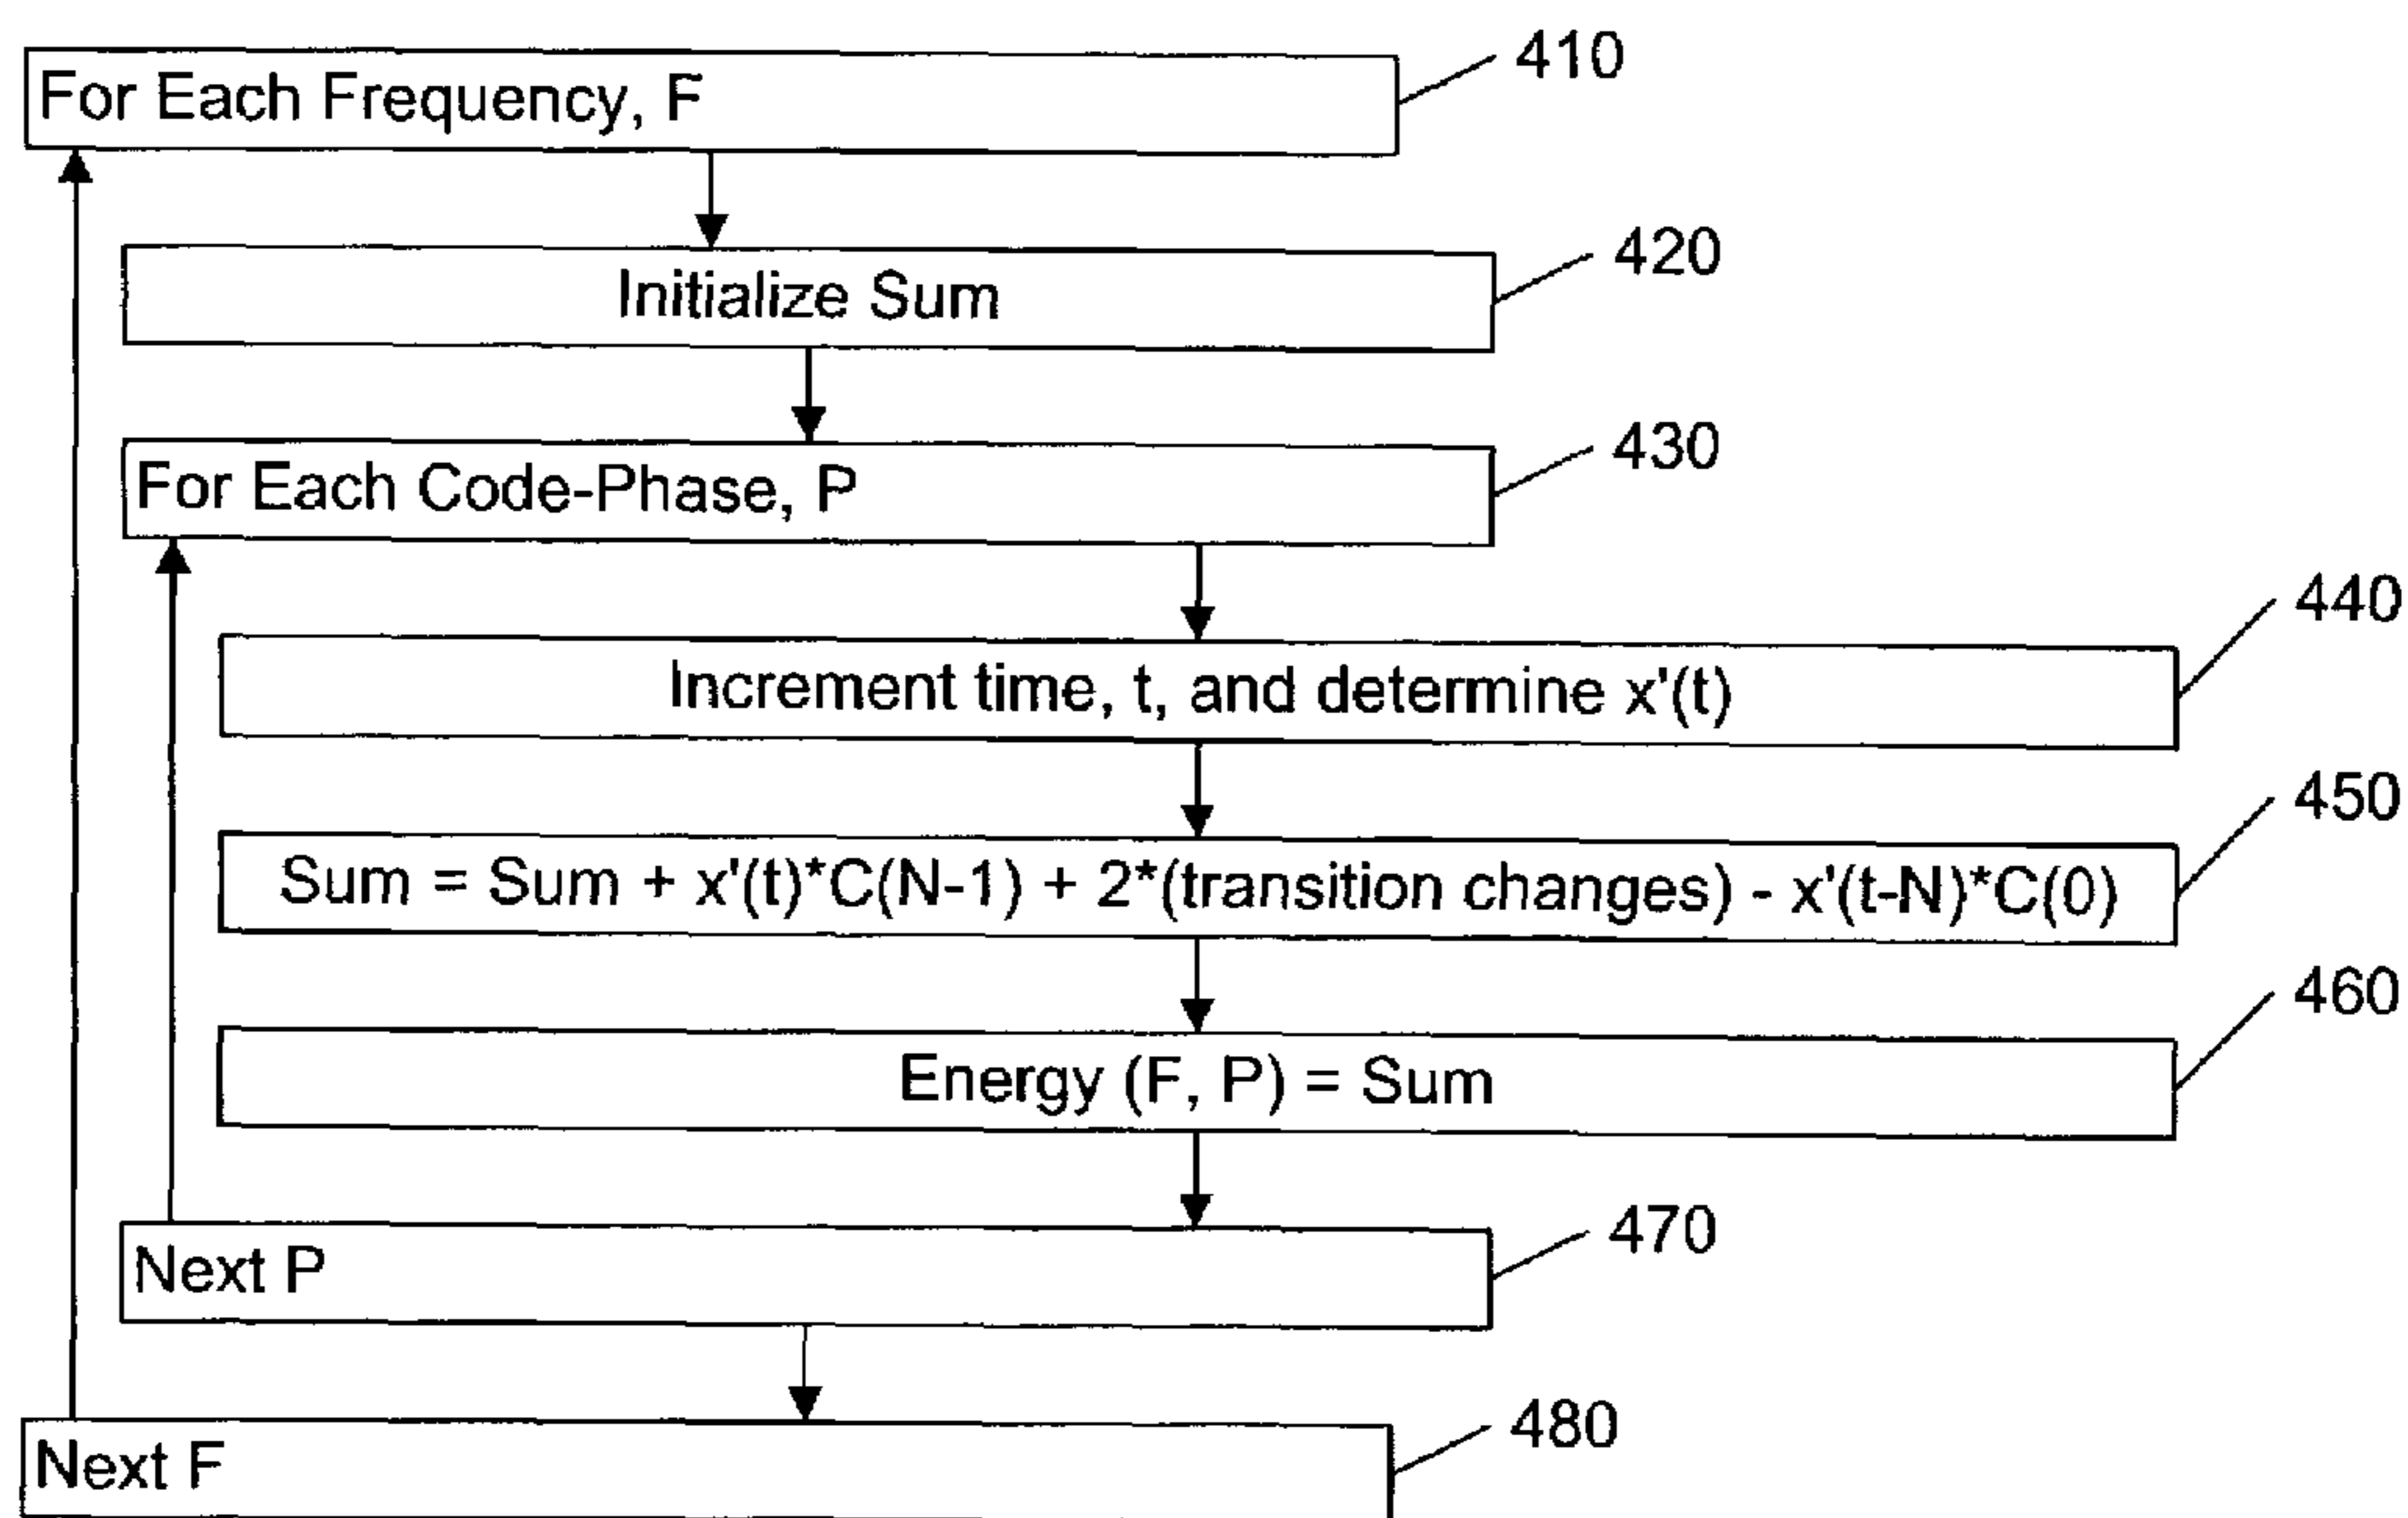 For Each Frequency, F
410
Initialize Sum
420
For Each Code-Phase, P
430
Increment time, t, and determine x'(t)
440
Sum = Sum + x'(t)*C(N-1) + 2*(transition changes) - x'(t-N)*C(0)
450
Energy (F, P) = Sum
460
Next P
470
Next F
480